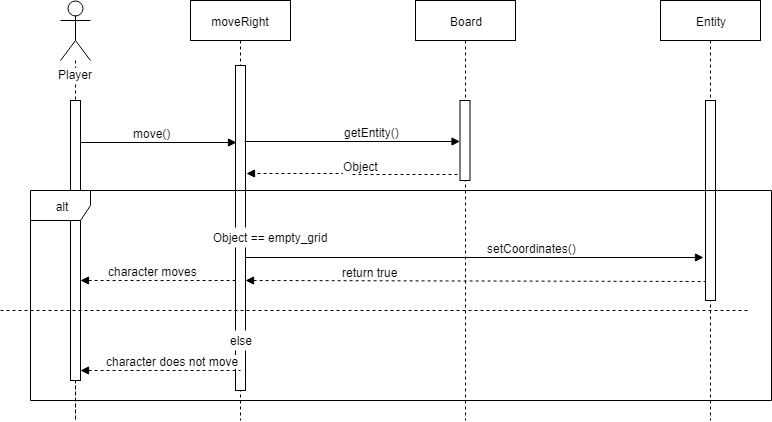 moveRight
Board
Entity
Player
move()
getEntity()
Object
alt
Object == empty_grid
setCoordinates()
character moves
return true
else
character does not move